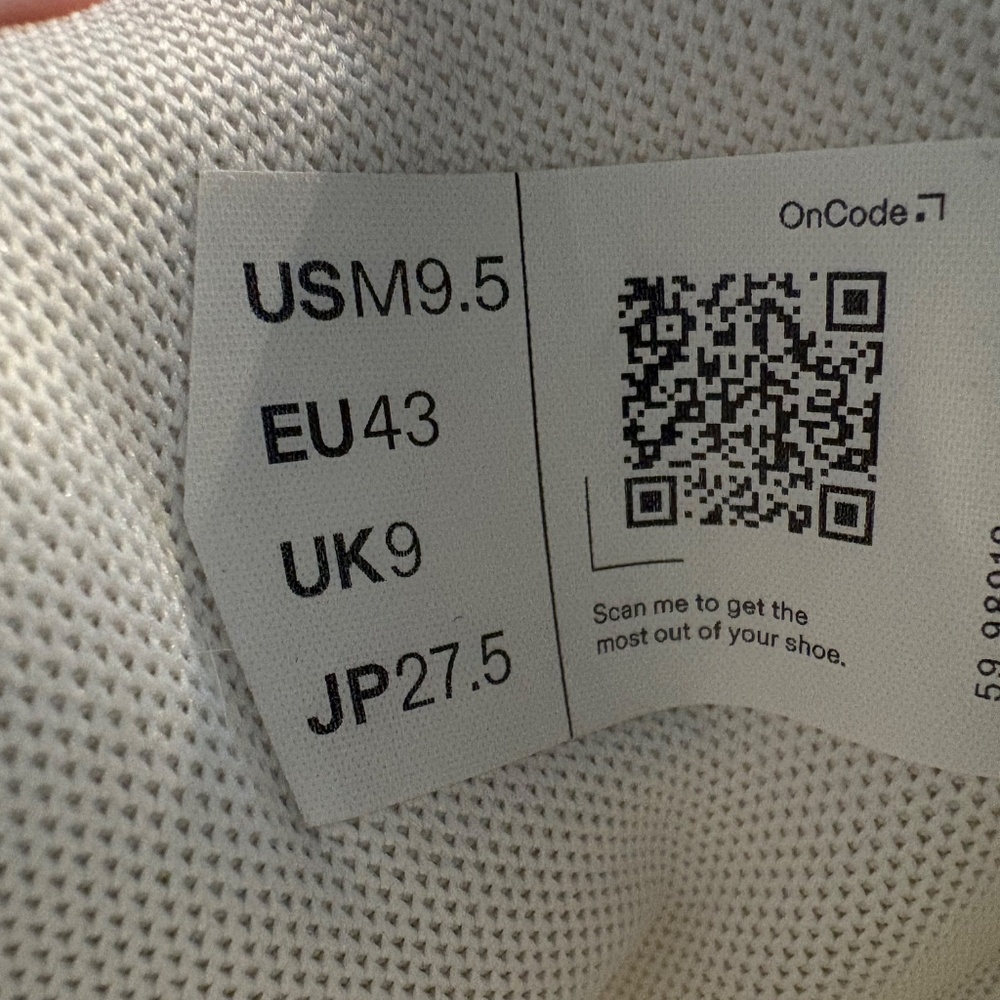 USM9.5
EU43
UK9
JP27.5
OnCode
Scan me to get the
most out of your shoe.